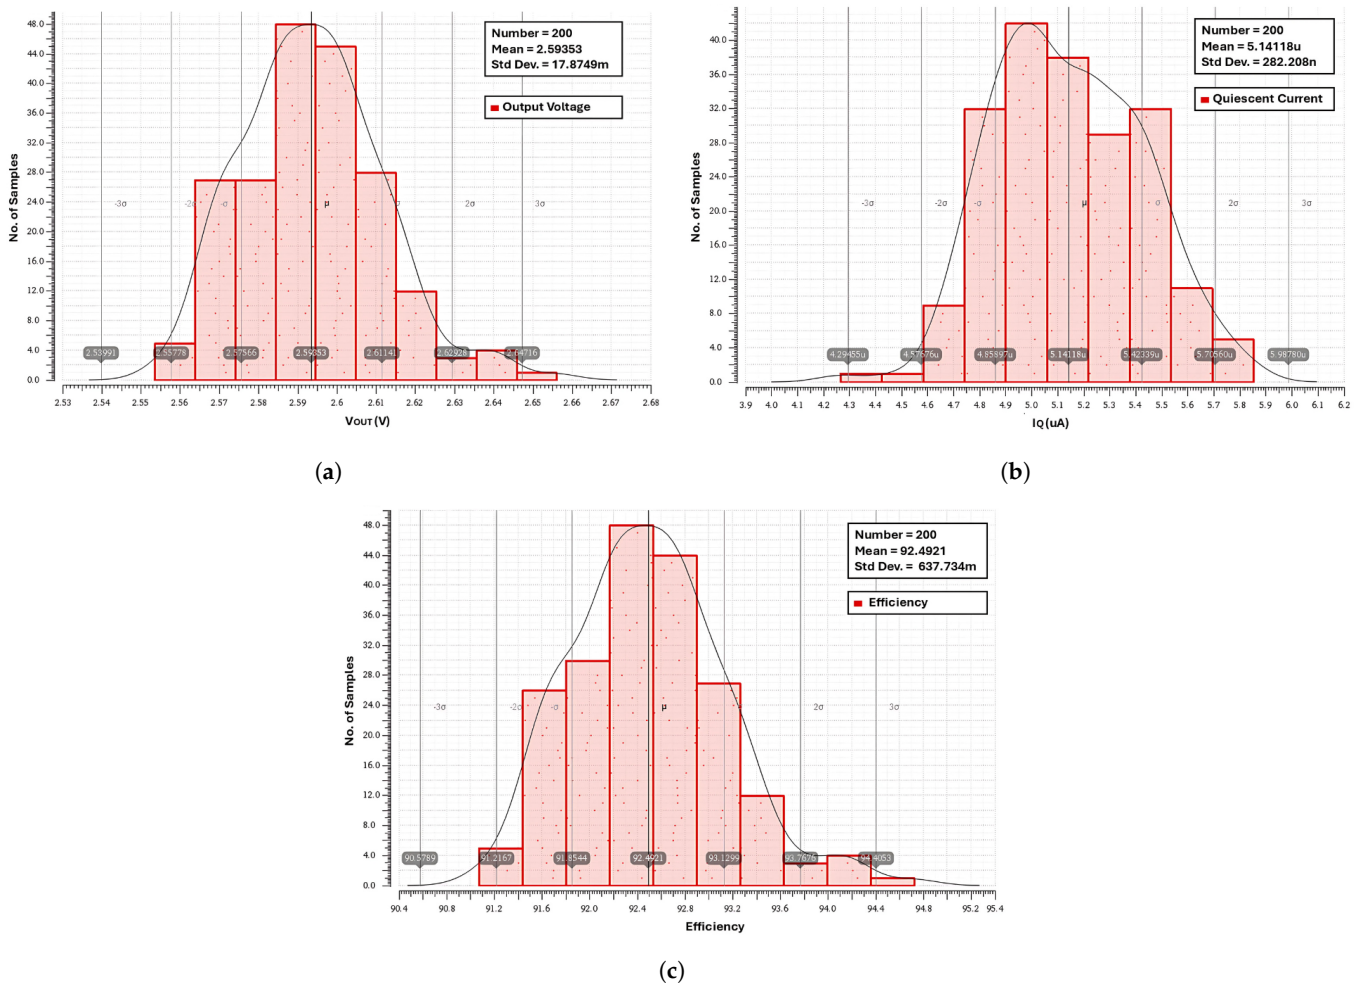 Number = 200
Mean = 2.59353
Std Dev. = 17.8749m
Output Voltage
No. of Samples
48.0
44.0
40.0
36.0
32.0
28.0
24.0
20.0
16.0
12.0
8.0
4.0
0.0
-3σ
-2σ
-σ
μ
σ
2σ
3σ
2.53991
2.55778
2.57566
2.59353
2.61141
2.62928
2.64716
2.53 2.54 2.55 2.56 2.57 2.58 2.59 2.60 2.61 2.62 2.63 2.64 2.65 2.66 2.67 2.68
VOUT (V)
(a)
Number = 200
Mean = 5.14118u
Std Dev. = 282.208n
Quiescent Current
No. of Samples
40.0
36.0
32.0
28.0
24.0
20.0
16.0
12.0
8.0
4.0
0.0
-3σ
-2σ
-σ
μ
σ
2σ
3σ
4.29455u
4.57676u
4.85897u
5.14118u
5.42339u
5.70560u
5.98780u
3.9 4.0 4.1 4.2 4.3 4.4 4.5 4.6 4.7 4.8 4.9 5.0 5.1 5.2 5.3 5.4 5.5 5.6 5.7 5.8 5.9 6.0 6.1 6.2
IQ (uA)
(b)
Number = 200
Mean = 92.4921
Std Dev. = 637.734m
Efficiency
No. of Samples
48.0
44.0
40.0
36.0
32.0
28.0
24.0
20.0
16.0
12.0
8.0
4.0
0.0
-3σ
-2σ
-σ
μ
2σ
3σ
90.5789
91.2167
91.8544
92.4921
93.1299
93.7676
94.4053
90.4 90.8 91.2 91.6 92.0 92.4 92.8 93.2 93.6 94.0 94.4 94.8 95.2 95.4
Efficiency
(c)